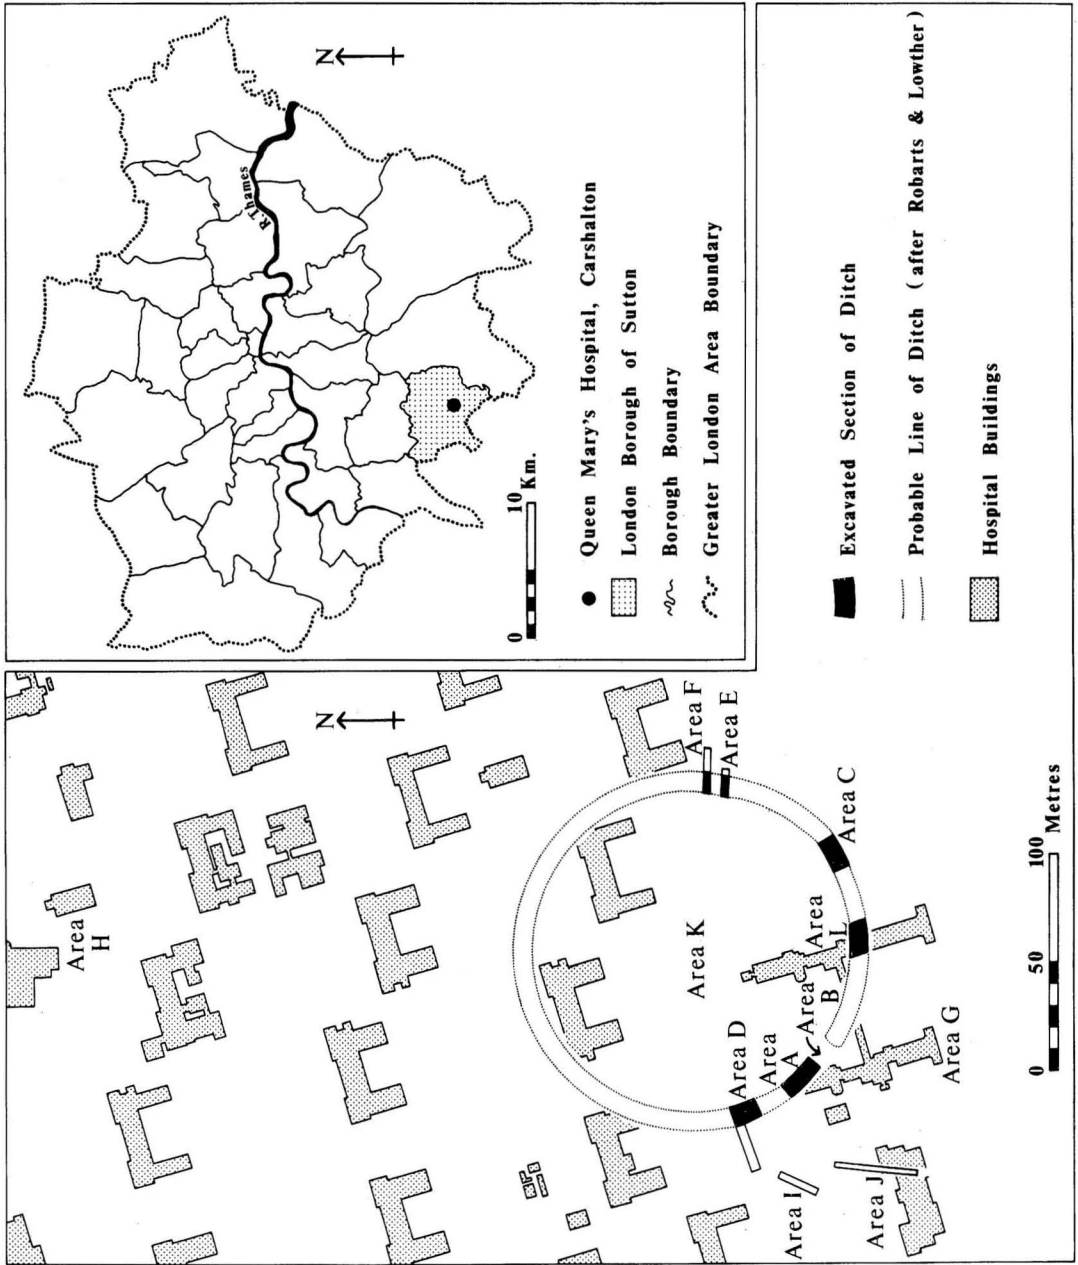 N
R. Thames
0 10 Km.
Queen Mary's Hospital, Carshalton
London Borough of Sutton
Borough Boundary
Greater London Area Boundary
N
Area H
Area F
Area E
Area C
Area K
Area L
Area B
Area D
Area A
Area G
Area I
Area J
Excavated Section of Ditch
Probable Line of Ditch ( after Robarts & Lowther)
Hospital Buildings
0 50 100
Metres